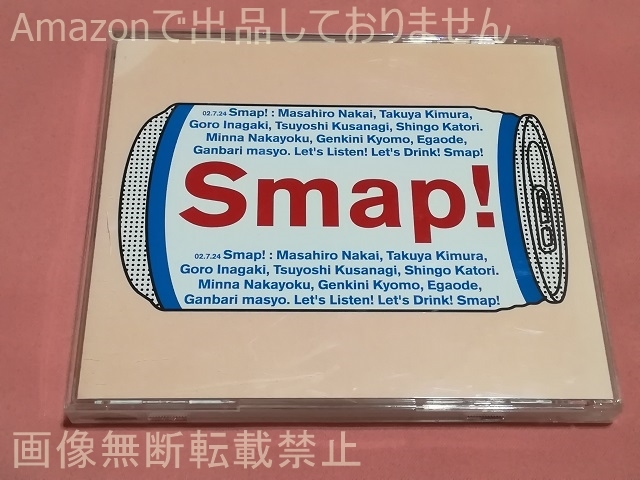 Amazonで出品しておりません
02.7.24 Smap! : Masahiro Nakai, Takuya Kimura,
Goro Inagaki, Tsuyoshi Kusanagi, Shingo Katori.
Minna Nakayoku, Genkini Kyomo, Egaode,
Ganbari masyo. Let's Listen! Let's Drink! Smap!
Smap!
02.7.24 Smap! : Masahiro Nakai, Takuya Kimura,
Goro Inagaki, Tsuyoshi Kusanagi, Shingo Katori.
Minna Nakayoku, Genkini Kyomo, Egaode,
Ganbari masyo. Let's Listen! Let's Drink! Smap!
画像無断転載禁止